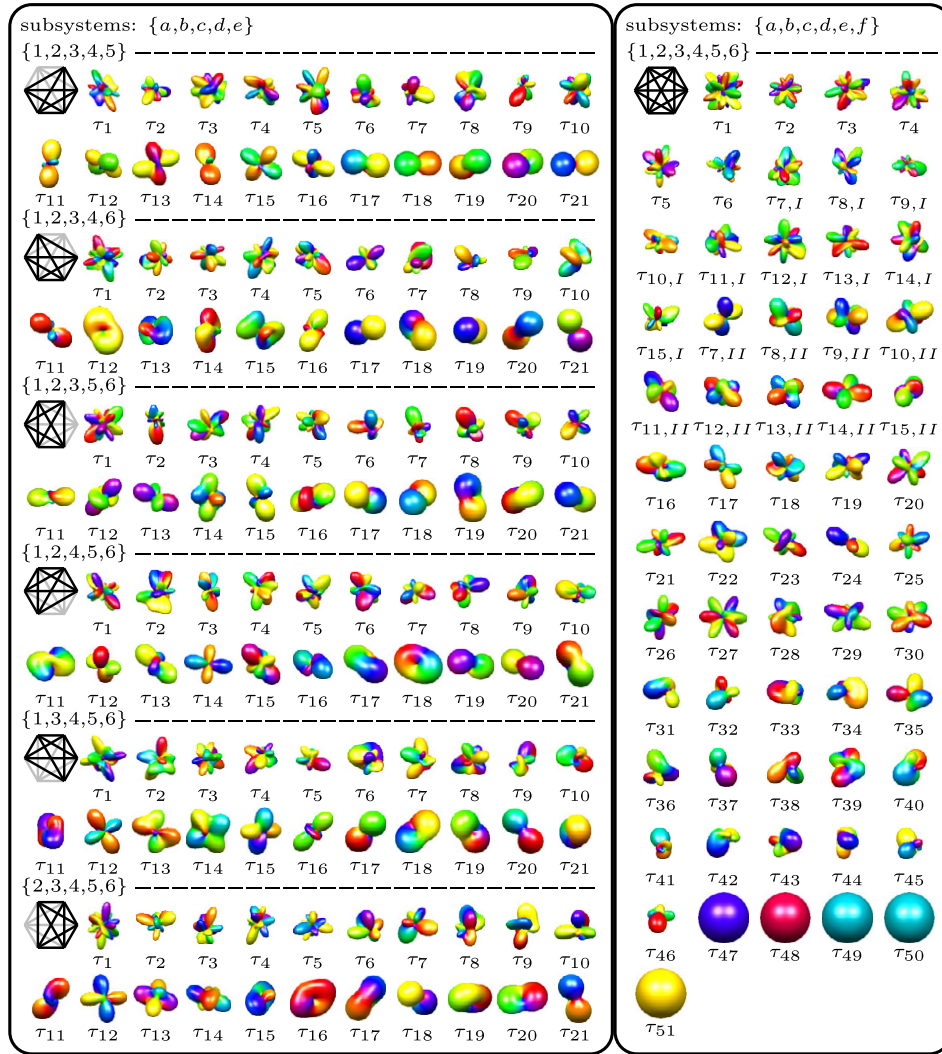 subsystems: {a,b,c,d,e}
{1,2,3,4,5}
τ1 τ2 τ3 τ4 τ5 τ6 τ7 τ8 τ9 τ10
τ11 τ12 τ13 τ14 τ15 τ16 τ17 τ18 τ19 τ20 τ21
{1,2,3,4,6}
τ1 τ2 τ3 τ4 τ5 τ6 τ7 τ8 τ9 τ10
τ11 τ12 τ13 τ14 τ15 τ16 τ17 τ18 τ19 τ20 τ21
{1,2,3,5,6}
τ1 τ2 τ3 τ4 τ5 τ6 τ7 τ8 τ9 τ10
τ11 τ12 τ13 τ14 τ15 τ16 τ17 τ18 τ19 τ20 τ21
{1,2,4,5,6}
τ1 τ2 τ3 τ4 τ5 τ6 τ7 τ8 τ9 τ10
τ11 τ12 τ13 τ14 τ15 τ16 τ17 τ18 τ19 τ20 τ21
{1,3,4,5,6}
τ1 τ2 τ3 τ4 τ5 τ6 τ7 τ8 τ9 τ10
τ11 τ12 τ13 τ14 τ15 τ16 τ17 τ18 τ19 τ20 τ21
{2,3,4,5,6}
τ1 τ2 τ3 τ4 τ5 τ6 τ7 τ8 τ9 τ10
τ11 τ12 τ13 τ14 τ15 τ16 τ17 τ18 τ19 τ20 τ21
subsystems: {a,b,c,d,e,f}
{1,2,3,4,5,6}
τ1 τ2 τ3 τ4
τ5 τ6 τ7,I τ8,I τ9,I
τ10,I τ11,I τ12,I τ13,I τ14,I
τ15,I τ7,II τ8,II τ9,II τ10,II
τ11,II τ12,II τ13,II τ14,II τ15,II
τ16 τ17 τ18 τ19 τ20
τ21 τ22 τ23 τ24 τ25
τ26 τ27 τ28 τ29 τ30
τ31 τ32 τ33 τ34 τ35
τ36 τ37 τ38 τ39 τ40
τ41 τ42 τ43 τ44 τ45
τ46 τ47 τ48 τ49 τ50
τ51